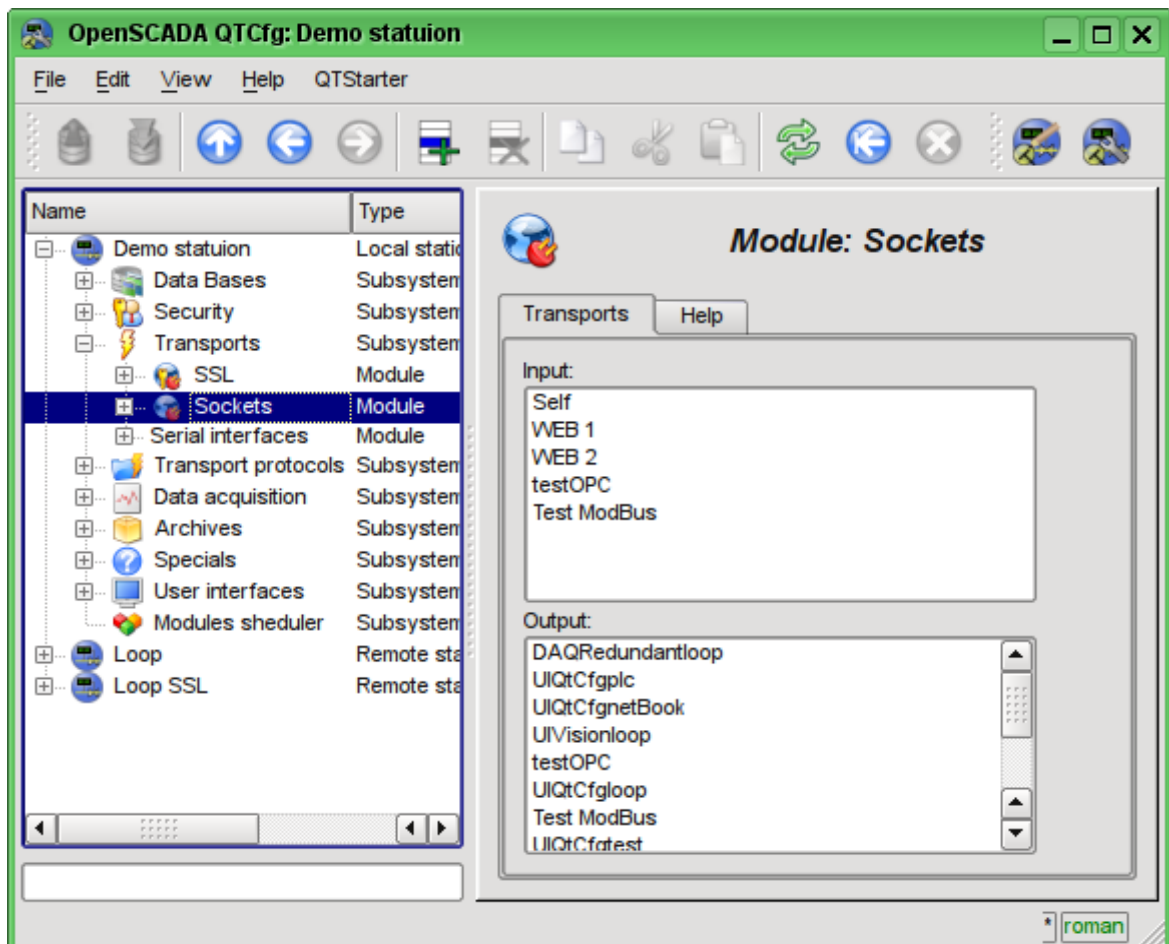 OpenSCADA QTCfg: Demo statuion
File Edit View Help QTStarter
Name Type
Demo statuion Local static
Data Bases Subsystem
Security Subsystem
Transports Subsystem
SSL Module
Sockets Module
Serial interfaces Module
Transport protocols Subsystem
Data acquisition Subsystem
Archives Subsystem
Specials Subsystem
User interfaces Subsystem
Modules sheduler Subsystem
Loop Remote sta
Loop SSL Remote sta
Module: Sockets
Transports Help
Input:
Self
WEB 1
WEB 2
testOPC
Test ModBus
Output:
DAQRedundantloop
UIQtCfgplc
UIQtCfgnetBook
UIVisionloop
testOPC
UIQtCfgloop
Test ModBus
UIQtCfgtest
* roman